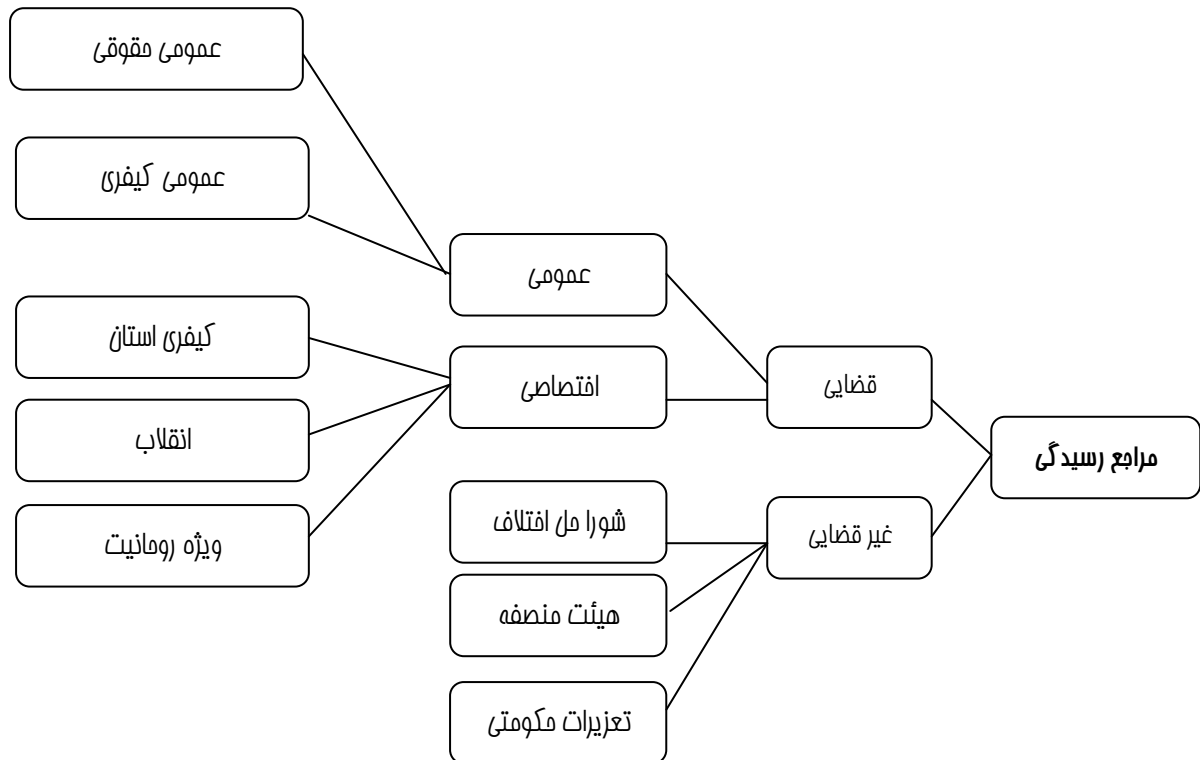 مراجع رسیدگی
قضایی
غیر قضایی
عمومی
اختصاصی
شورا حل اختلاف
هیئت منصفه
تعزیرات حکومتی
عمومی حقوقی
عمومی کیفری
کیفری استان
انقلاب
ویژه روحانیت